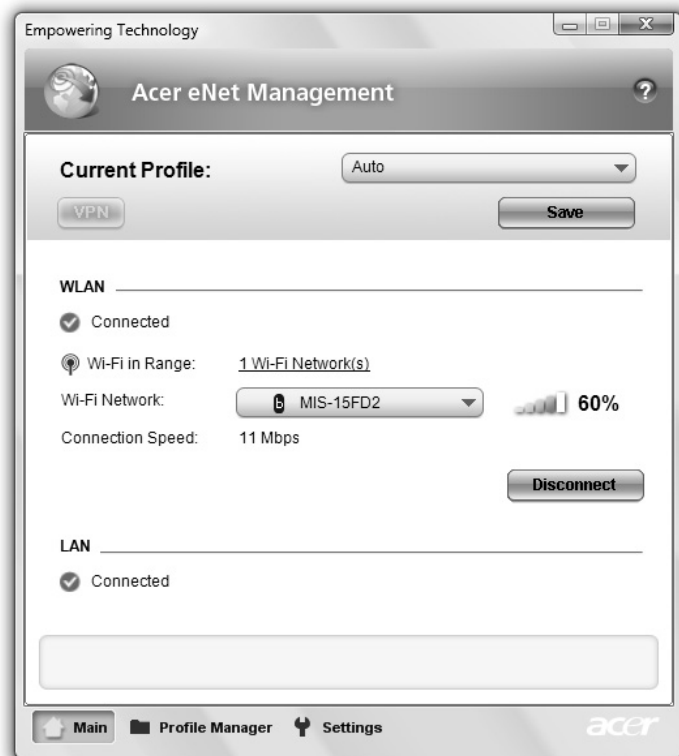 Empowering Technology
Acer eNet Management
?
Current Profile:
Auto
VPN
Save
WLAN
Connected
Wi-Fi in Range:
1 Wi-Fi Network(s)
Wi-Fi Network:
b MIS-15FD2
60%
Connection Speed:
11 Mbps
Disconnect
LAN
Connected
Main
Profile Manager
Settings
acer